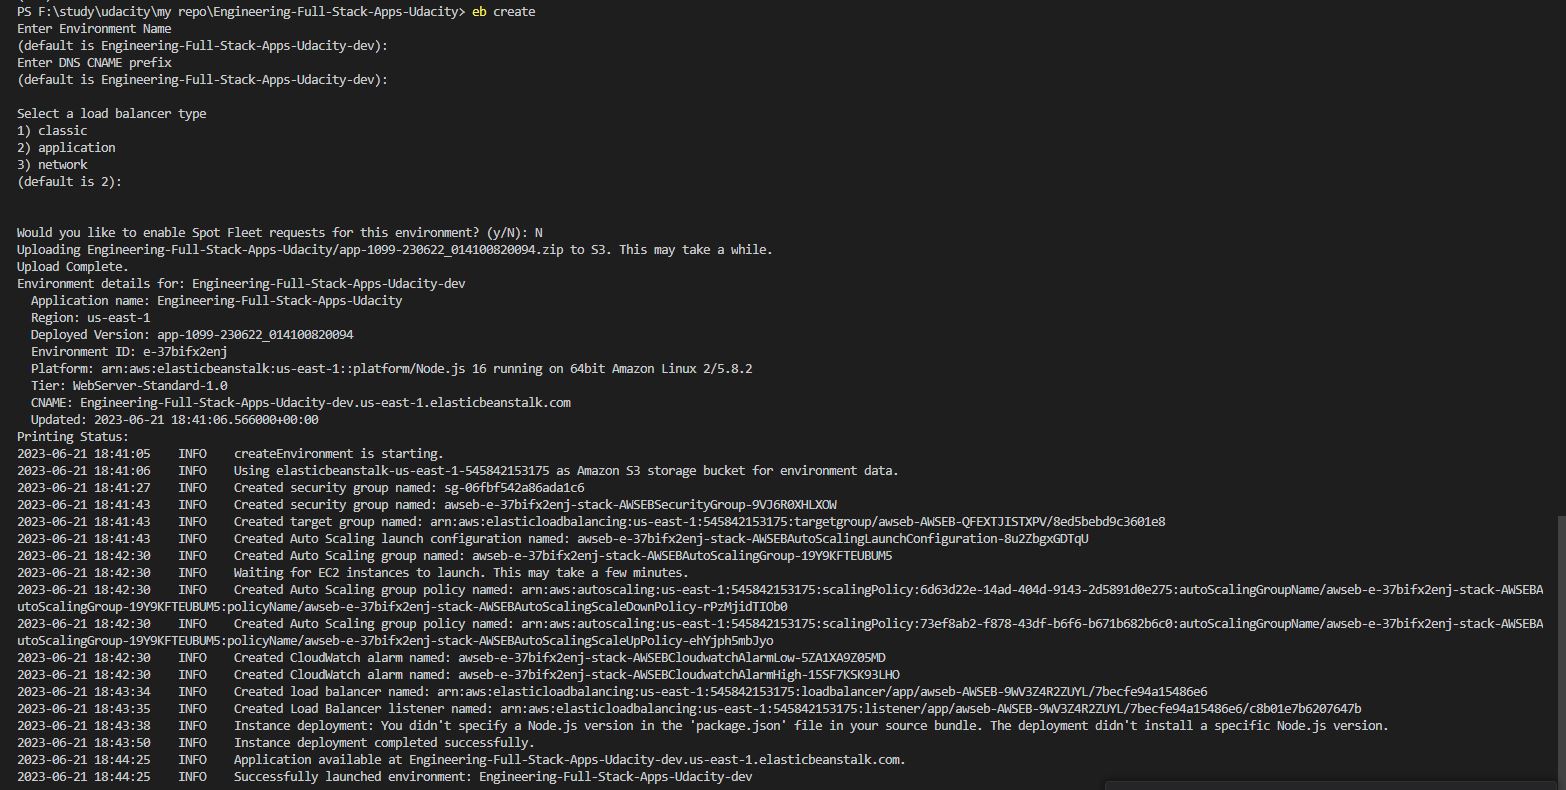 PS F:\study\udacity\my repo\Engineering-Full-Stack-Apps-Udacity> eb create
Enter Environment Name
(default is Engineering-Full-Stack-Apps-Udacity-dev):
Enter DNS CNAME prefix
(default is Engineering-Full-Stack-Apps-Udacity-dev):
Select a load balancer type
1) classic
2) application
3) network
(default is 2):
Would you like to enable Spot Fleet requests for this environment? (y/N): N
Uploading Engineering-Full-Stack-Apps-Udacity/app-1099-230622_014100820094.zip to S3. This may take a while.
Upload Complete.
Environment details for: Engineering-Full-Stack-Apps-Udacity-dev
Application name: Engineering-Full-Stack-Apps-Udacity
Region: us-east-1
Deployed Version: app-1099-230622_014100820094
Environment ID: e-37bifx2enj
Platform: arn:aws:elasticbeanstalk:us-east-1::platform/Node.js 16 running on 64bit Amazon Linux 2/5.8.2
Tier: WebServer-Standard-1.0
CNAME: Engineering-Full-Stack-Apps-Udacity-dev.us-east-1.elasticbeanstalk.com
Updated: 2023-06-21 18:41:06.566000+00:00
Printing Status:
2023-06-21 18:41:05 INFO createEnvironment is starting.
2023-06-21 18:41:06 INFO Using elasticbeanstalk-us-east-1-545842153175 as Amazon S3 storage bucket for environment data.
2023-06-21 18:41:27 INFO Created security group named: sg-06fbf542a86ada1c6
2023-06-21 18:41:43 INFO Created security group named: awseb-e-37bifx2enj-stack-AWSEBSecurityGroup-9VJ6R0XHLXOW
2023-06-21 18:41:43 INFO Created target group named: arn:aws:elasticloadbalancing:us-east-1:545842153175:targetgroup/awseb-AWSEB-QFEXTJISTXPV/8ed5bebd9c3601e8
2023-06-21 18:41:43 INFO Created Auto Scaling launch configuration named: awseb-e-37bifx2enj-stack-AWSEBAutoScalingLaunchConfiguration-8u2ZbgxGDTqU
2023-06-21 18:42:30 INFO Created Auto Scaling group named: awseb-e-37bifx2enj-stack-AWSEBAutoScalingGroup-19Y9KFTEUBUM5
2023-06-21 18:42:30 INFO Waiting for EC2 instances to launch. This may take a few minutes.
2023-06-21 18:42:30 INFO Created Auto Scaling group policy named: arn:aws:autoscaling:us-east-1:545842153175:scalingPolicy:6d63d22e-14ad-404d-9143-2d5891d0e275:autoScalingGroupName/awseb-e-37bifx2enj-stack-AWSEBA
utoScalingGroup-19Y9KFTEUBUM5:policyName/awseb-e-37bifx2enj-stack-AWSEBAutoScalingScaleDownPolicy-rPzMjidTIOb0
2023-06-21 18:42:30 INFO Created Auto Scaling group policy named: arn:aws:autoscaling:us-east-1:545842153175:scalingPolicy:73ef8ab2-f878-43df-b6f6-b671b682b6c0:autoScalingGroupName/awseb-e-37bifx2enj-stack-AWSEBA
utoScalingGroup-19Y9KFTEUBUM5:policyName/awseb-e-37bifx2enj-stack-AWSEBAutoScalingScaleUpPolicy-ehYjph5mbJyo
2023-06-21 18:42:30 INFO Created CloudWatch alarm named: awseb-e-37bifx2enj-stack-AWSEBCloudwatchAlarmLow-5ZA1XA9Z05MD
2023-06-21 18:42:30 INFO Created CloudWatch alarm named: awseb-e-37bifx2enj-stack-AWSEBCloudwatchAlarmHigh-15SF7KSK93LHO
2023-06-21 18:43:34 INFO Created load balancer named: arn:aws:elasticloadbalancing:us-east-1:545842153175:loadbalancer/app/awseb-AWSEB-9WV3Z4R2ZUYL/7becfe94a15486e6
2023-06-21 18:43:35 INFO Created Load Balancer listener named: arn:aws:elasticloadbalancing:us-east-1:545842153175:listener/app/awseb-AWSEB-9WV3Z4R2ZUYL/7becfe94a15486e6/c8b01e7b6207647b
2023-06-21 18:43:38 INFO Instance deployment: You didn't specify a Node.js version in the 'package.json' file in your source bundle. The deployment didn't install a specific Node.js version.
2023-06-21 18:43:50 INFO Instance deployment completed successfully.
2023-06-21 18:44:25 INFO Application available at Engineering-Full-Stack-Apps-Udacity-dev.us-east-1.elasticbeanstalk.com.
2023-06-21 18:44:25 INFO Successfully launched environment: Engineering-Full-Stack-Apps-Udacity-dev